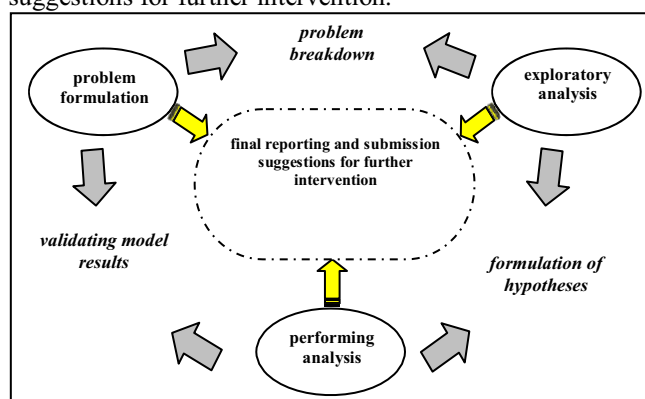 suggestions for further intervention.
problem
breakdown
problem
formulation
exploratory
analysis
final reporting and submission
suggestions for further
intervention
validating model
results
formulation of
hypotheses
performing
analysis